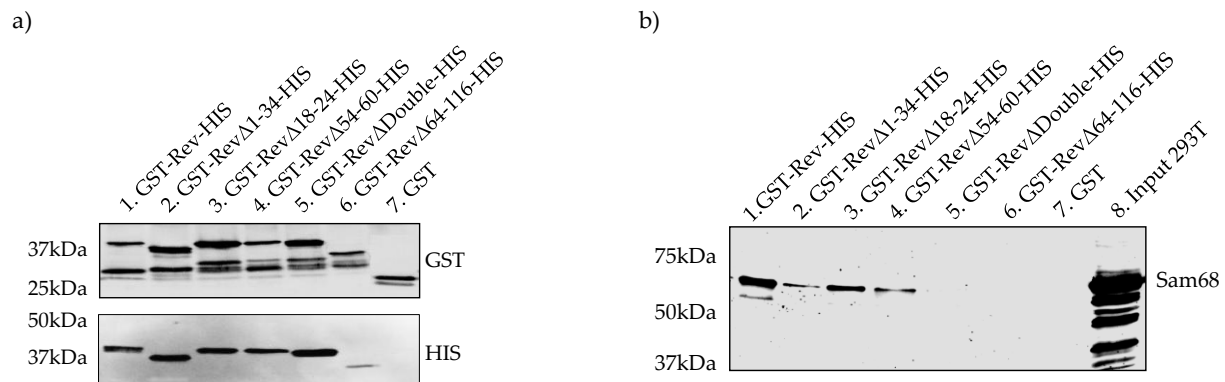 a)
1. GST-Rev-HIS
2. GST-RevΔ1-34-HIS
3. GST-RevΔ18-24-HIS
4. GST-RevΔ54-60-HIS
5. GST-RevΔDouble-HIS
6. GST-RevΔ64-116-HIS
7. GST
37kDa
25kDa
GST
50kDa
37kDa
HIS
b)
1.GST-Rev-HIS
2. GST-RevΔ1-34-HIS
3. GST-RevΔ18-24-HIS
4. GST-RevΔ54-60-HIS
5. GST-RevΔDouble-HIS
6. GST-RevΔ64-116-HIS
7. GST
8. Input 293T
75kDa
50kDa
37kDa
Sam68